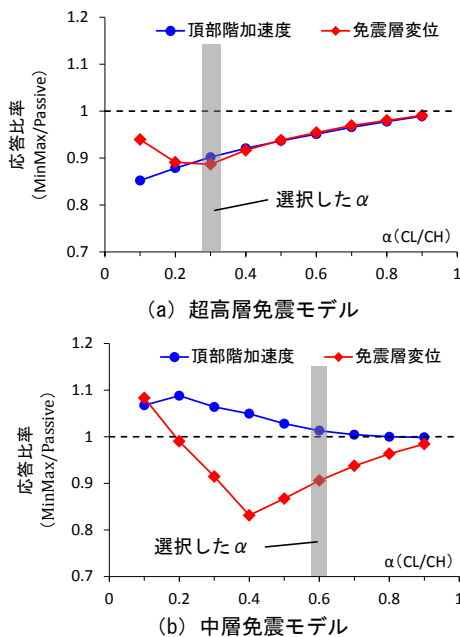 頂部階加速度 免震層変位
1.2
1.1
1
0.9
0.8
0.7
応答比率
（MinMax/Passive）
選択したα
α（CL/CH）
0 0.2 0.4 0.6 0.8 1
（a）超高層免震モデル
頂部階加速度 免震層変位
1.2
1.1
1
0.9
0.8
0.7
応答比率
（MinMax/Passive）
選択したα
α（CL/CH）
0 0.2 0.4 0.6 0.8 1
（b）中層免震モデル